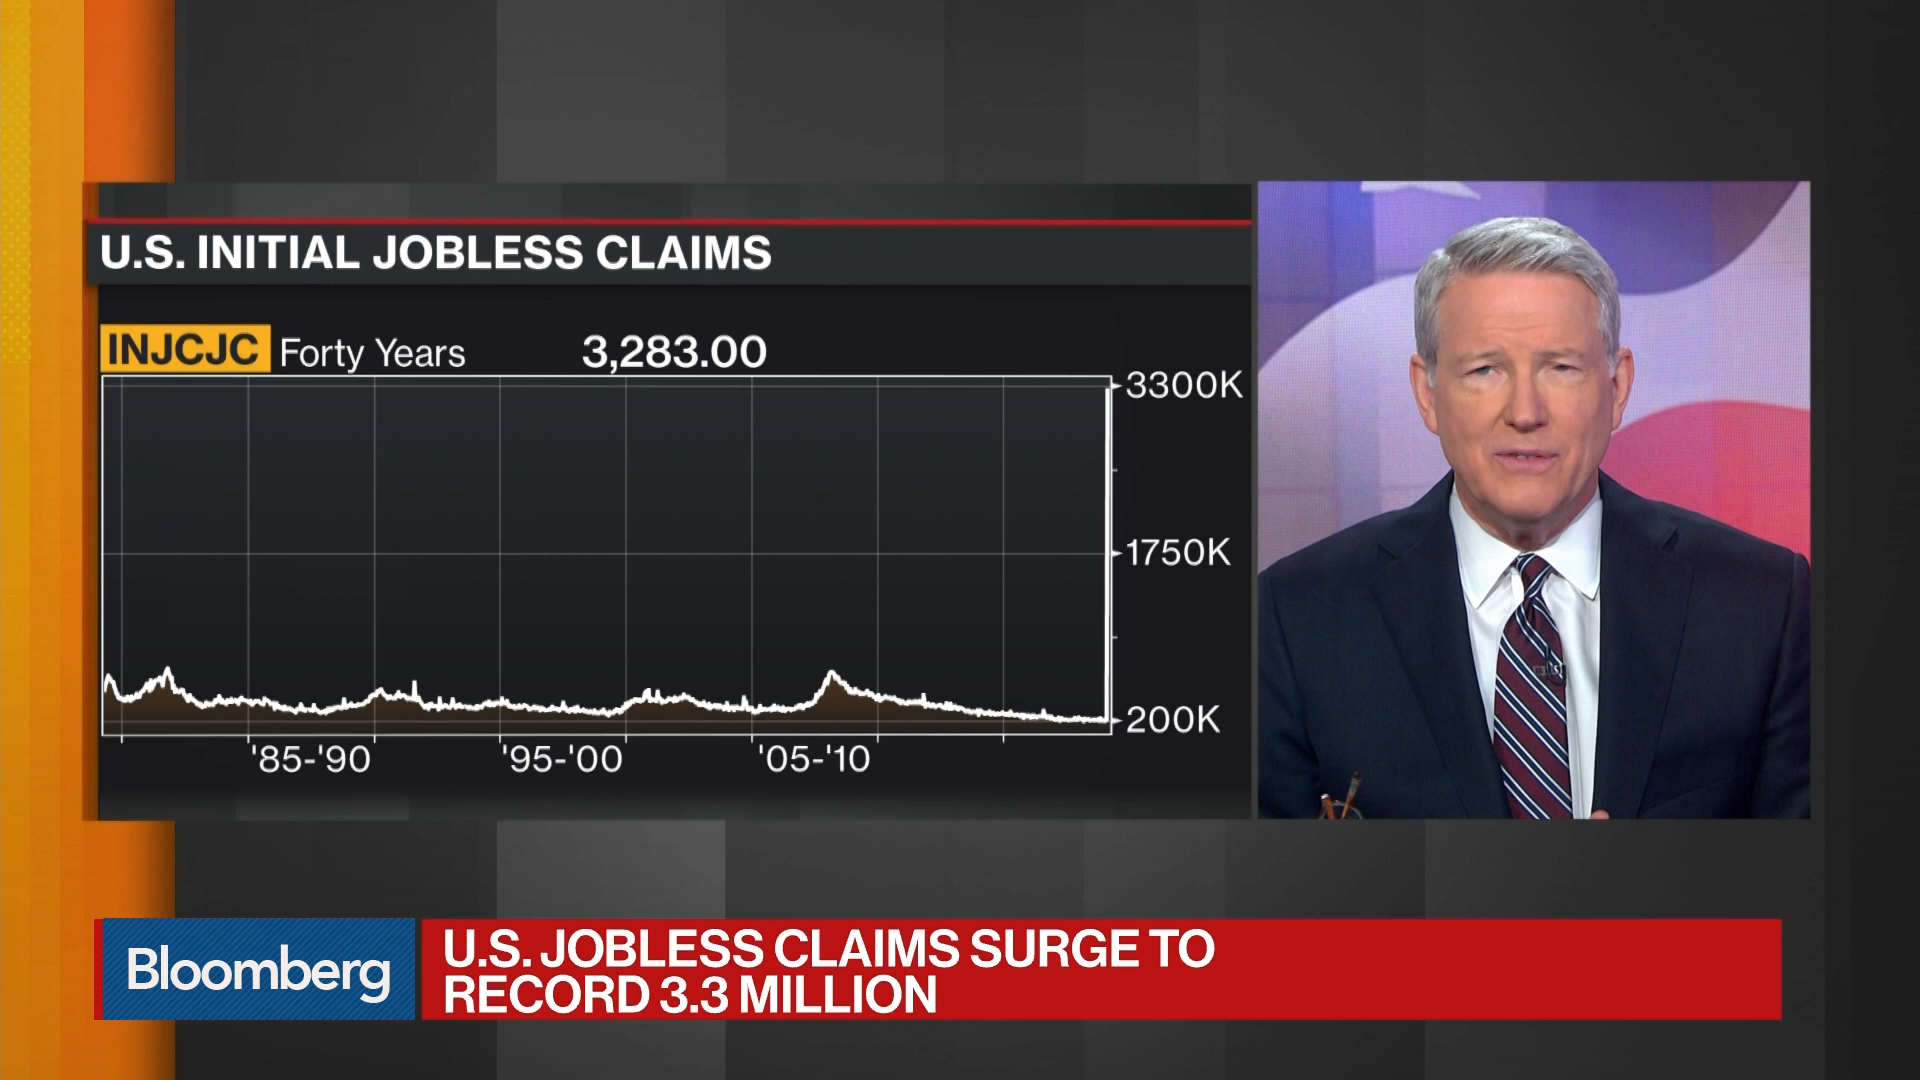 U.S. INITIAL JOBLESS CLAIMS
INJCJC Forty Years 3,283.00
3300K
1750K
200K
'85-'90 '95-'00 '05-'10
Bloomberg
U.S. JOBLESS CLAIMS SURGE TO
RECORD 3.3 MILLION